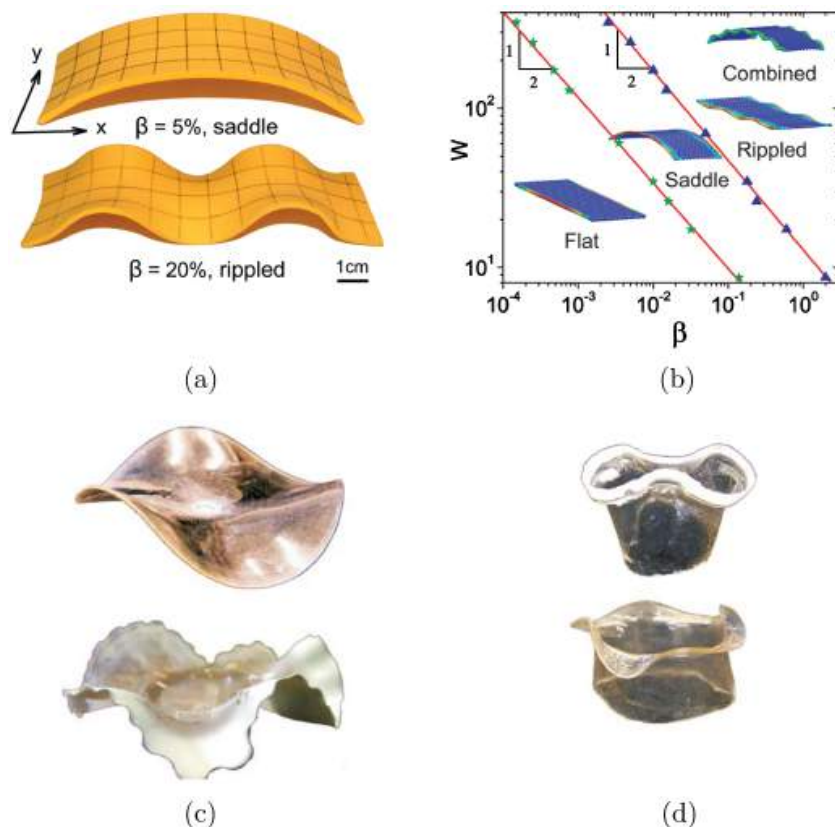 y
x
β = 5%, saddle
β = 20%, rippled
1cm
(a)
W
10²
10¹
1
2
1
2
Combined
Rippled
Saddle
Flat
10⁻⁴ 10⁻³ 10⁻² 10⁻¹ 10⁰
β
(b)
(c)
(d)